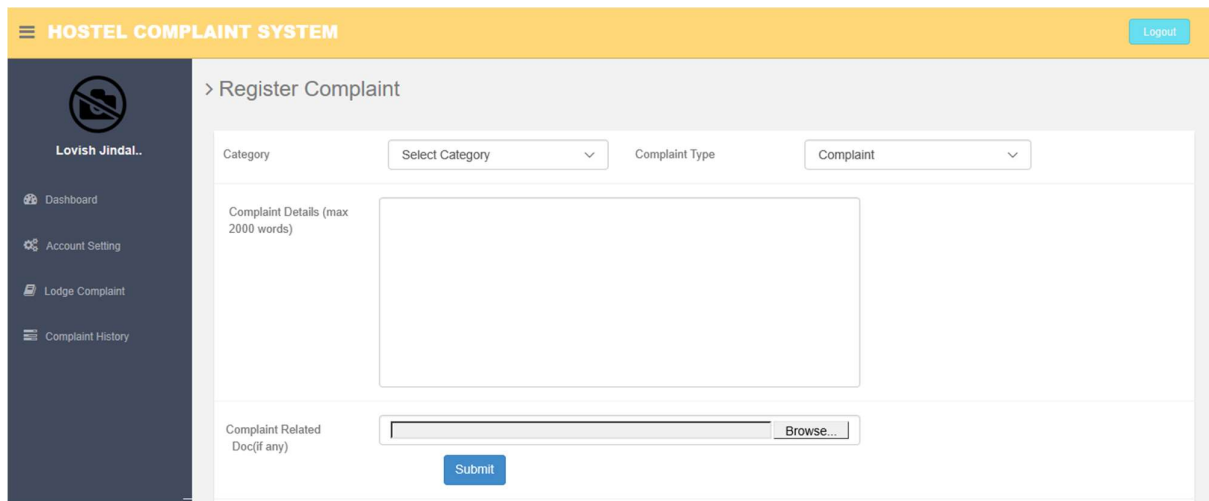 HOSTEL COMPLAINT SYSTEM
Logout
Lovish Jindal..
Dashboard
Account Setting
Lodge Complaint
Complaint History
> Register Complaint
Category
Select Category
Complaint Type
Complaint
Complaint Details (max
2000 words)
Complaint Related
Doc(if any)
Browse...
Submit